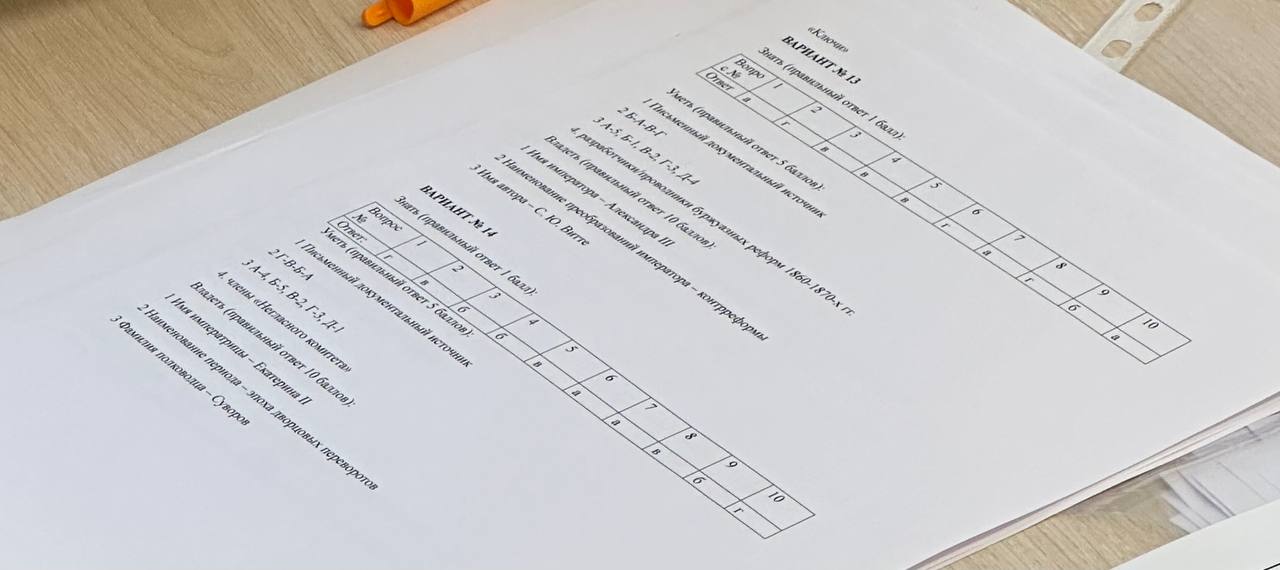 «Ключи»
ВАРИАНТ № 13
Знать (правильный ответ 1 балл):
Вопро 1 2 3 4 5 6 7 8 9 10
с №
Ответ а г в в в г а г б а
Уметь (правильный ответ 5 баллов):
1 Письменный документальный источник
2 Б-А-В-Г
3 А-5, Б-1, В-2, Г-3, Д-4
4. разработчики/проводники буржуазных реформ 1860-1870-х гг.
Владеть (правильный ответ 10 баллов):
1 Имя императора – Александра III
2 Наименование преобразований императора – контрреформы
3 Имя автора – С. Ю. Витте
ВАРИАНТ № 14
Знать (правильный ответ 1 балл):
Вопрос 1 2 3 4 5 6 7 8 9 10
№
Ответ. г в б б в а а в б г
Уметь (правильный ответ 5 баллов):
1 Письменный документальный источник
2 Г-В-Б-А
3 А-4, Б-5, В-2, Г-3, Д-1
4. члены «Негласного комитета»
Владеть (правильный ответ 10 баллов):
1 Имя императрицы – Екатерина II
2 Наименование периода – эпоха дворцовых переворотов
3 Фамилия полководца – Суворов